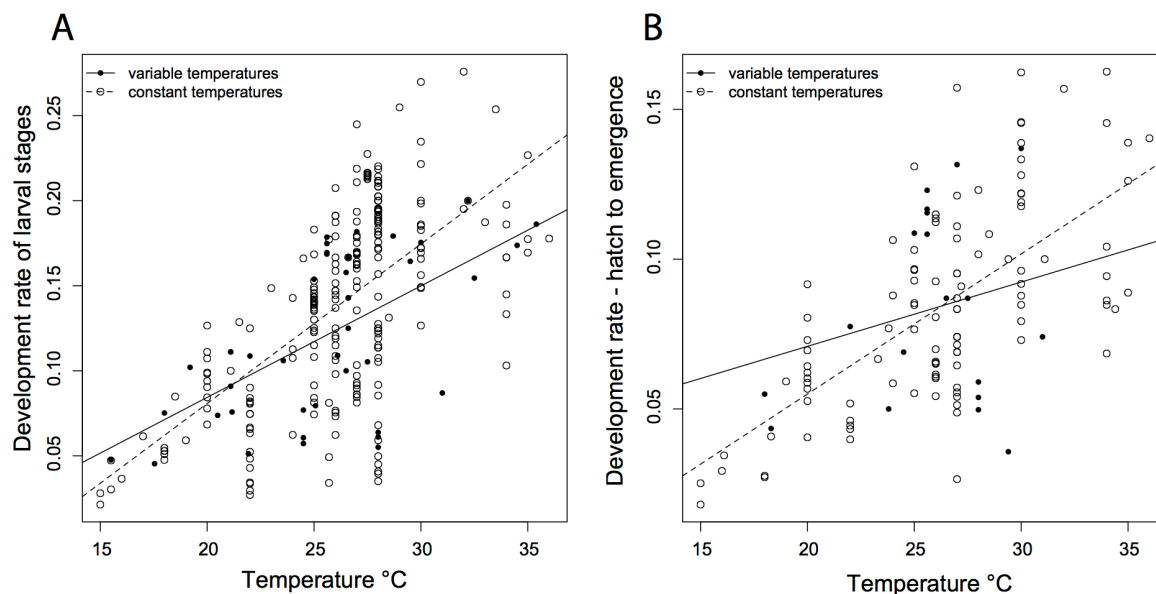 A
variable temperatures
constant temperatures
Development rate of larval stages
0.05 0.10 0.15 0.20 0.25
15 20 25 30 35
Temperature °C
B
variable temperatures
constant temperatures
Development rate - hatch to emergence
0.05 0.10 0.15
15 20 25 30 35
Temperature °C